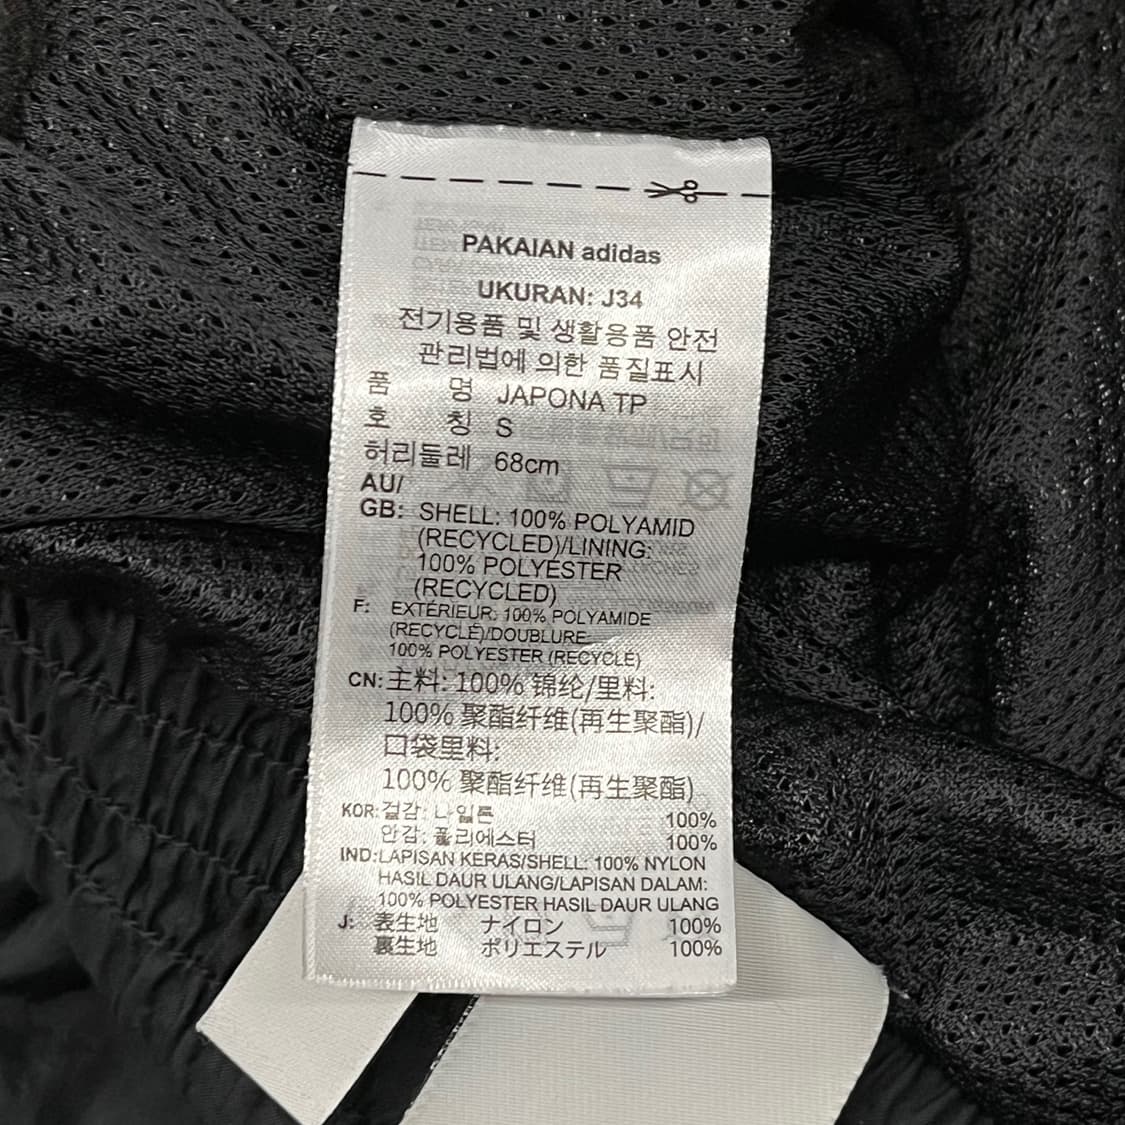 PAKAIAN adidas
UKURAN: J34
전기용품 및 생활용품 안전
관리법에 의한 품질표시
품 명 JAPONA TP
호 칭 S
허리둘레 68cm
AU/
GB: SHELL: 100% POLYAMID
(RECYCLED)/LINING:
100% POLYESTER
(RECYCLED)
F: EXTÉRIEUR: 100% POLYAMIDE
(RECYCLÉ)/DOUBLURE:
100% POLYESTER (RECYCLÉ)
CN: 主料: 100% 锦纶/里料:
100% 聚酯纤维(再生聚酯)/
口袋里料:
100% 聚酯纤维(再生聚酯)
KOR: 겉감: 나일론 100%
안감: 폴리에스터 100%
IND: LAPISAN KERAS/SHELL: 100% NYLON
HASIL DAUR ULANG/LAPISAN DALAM:
100% POLYESTER HASIL DAUR ULANG
J: 表生地 ナイロン 100%
裏生地 ポリエステル 100%